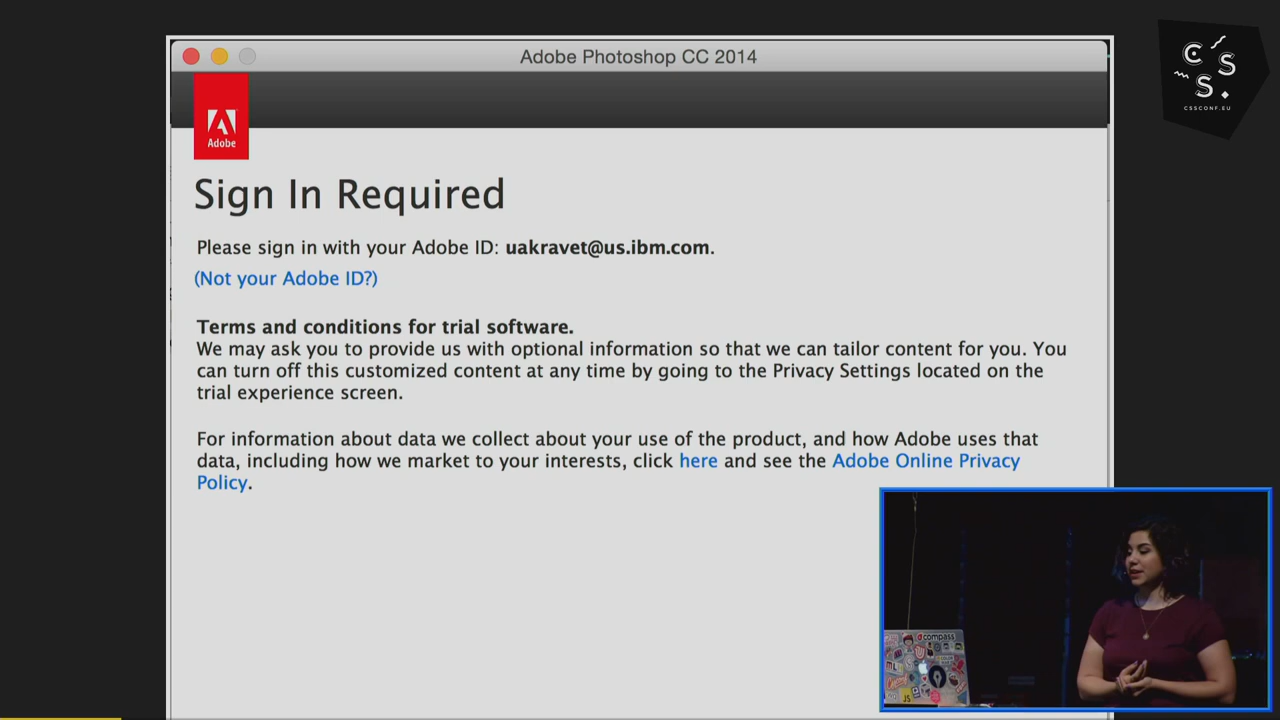 Adobe Photoshop CC 2014
C
S
S.
CSSCONF.EU
Adobe
Sign In Required
Please sign in with your Adobe ID: uakravet@us.ibm.com.
(Not your Adobe ID?)
Terms and conditions for trial software.
We may ask you to provide us with optional information so that we can tailor content for you. You
can turn off this customized content at any time by going to the Privacy Settings located on the
trial experience screen.
For information about data we collect about your use of the product, and how Adobe uses that
data, including how we market to your interests, click here and see the Adobe Online Privacy
Policy.
compass
JS